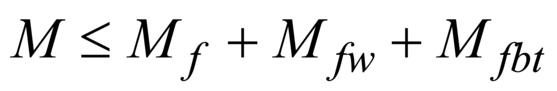 M ≤ M_f + M_fw + M_fbt